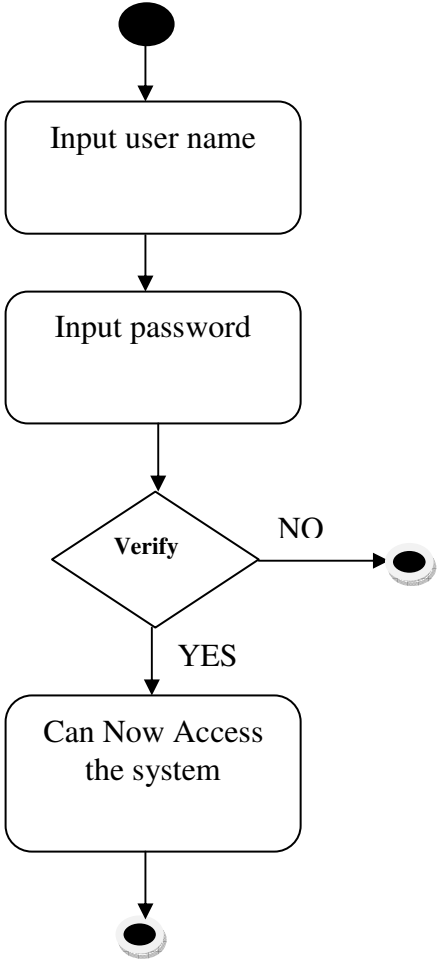 Input user name
Input password
Verify
NO
YES
Can Now Access
the system